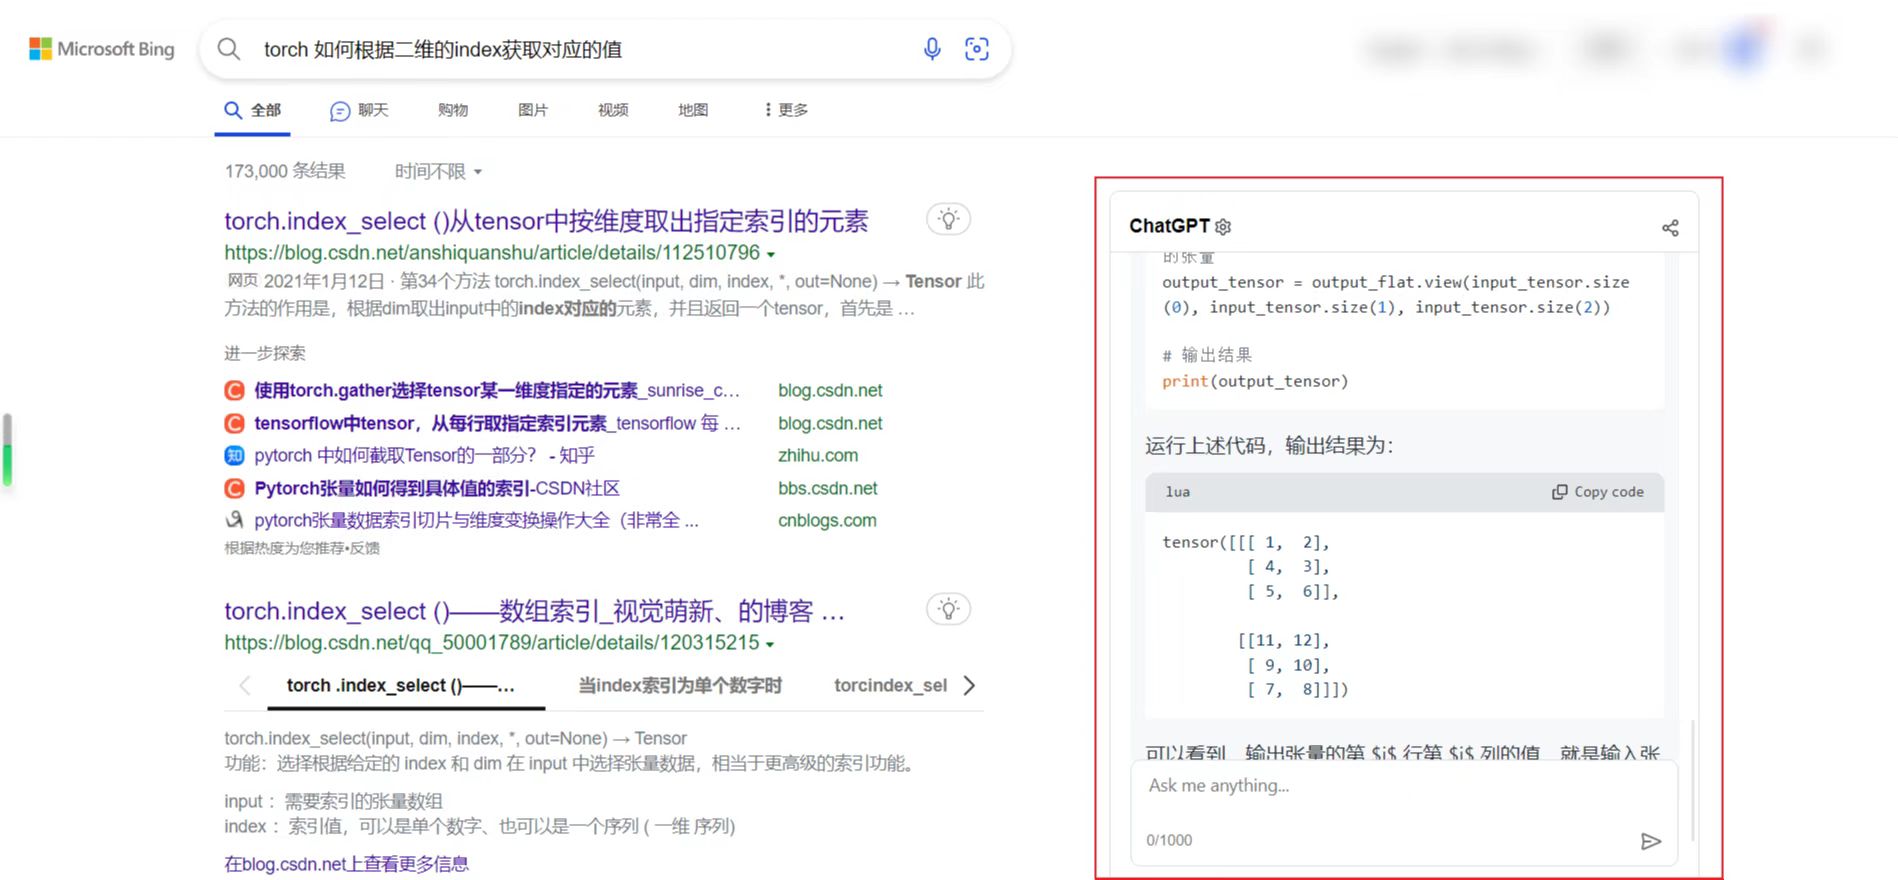 Microsoft Bing
torch 如何根据二维的index获取对应的值
全部
聊天
购物
图片
视频
地图
更多
173,000 条结果
时间不限
torch.index_select ()从tensor中按维度取出指定索引的元素
https://blog.csdn.net/anshiquanshu/article/details/112510796
网页 2021年1月12日 · 第34个方法 torch.index_select(input, dim, index, *, out=None) → Tensor 此
方法的作用是，根据dim取出input中的index对应的元素，并且返回一个tensor，首先是 …
进一步探索
使用torch.gather选择tensor某一维度指定的元素_sunrise_c… blog.csdn.net
tensorflow中tensor，从每行取指定索引元素_tensorflow 每 … blog.csdn.net
知 pytorch 中如何截取Tensor的一部分？ - 知乎 zhihu.com
Pytorch张量如何得到具体值的索引-CSDN社区 bbs.csdn.net
pytorch张量数据索引切片与维度变换操作大全（非常全 ... cnblogs.com
根据热度为您推荐•反馈
torch.index_select ()——数组索引_视觉萌新、的博客 …
https://blog.csdn.net/qq_50001789/article/details/120315215
torch .index_select ()——…
当index索引为单个数字时
torcindex_sel
torch.index_select(input, dim, index, *, out=None) → Tensor
功能：选择根据给定的 index 和 dim 在 input 中选择张量数据，相当于更高级的索引功能。
input ：需要索引的张量数组
index ：索引值，可以是单个数字、也可以是一个序列 ( 一维 序列)
在blog.csdn.net上查看更多信息
ChatGPT
的张量
output_tensor = output_flat.view(input_tensor.size
(0), input_tensor.size(1), input_tensor.size(2))
# 输出结果
print(output_tensor)
运行上述代码，输出结果为：
lua
Copy code
tensor([[[ 1,  2],
[ 4,  3],
[ 5,  6]],
[[11, 12],
[ 9, 10],
[ 7,  8]]])
可以看到，输出张量的第 $i$ 行第 $j$ 列的值，就是输入张
Ask me anything...
0/1000